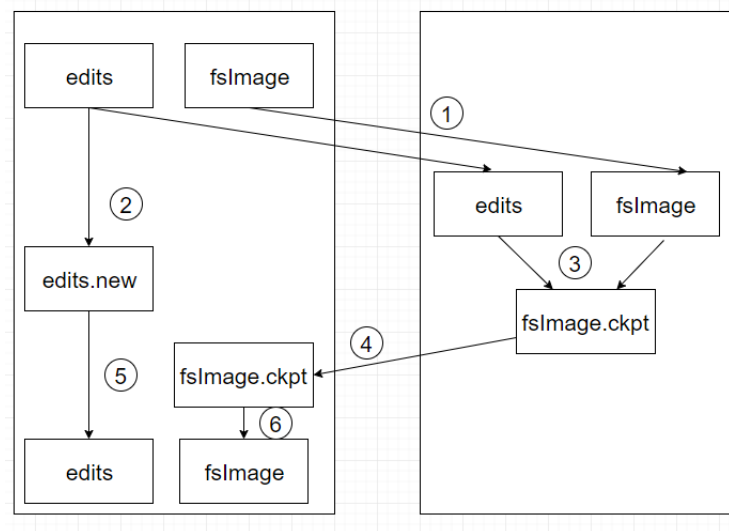 edits
fsImage
①
edits
fsImage
②
③
edits.new
fsImage.ckpt
④
fsImage.ckpt
⑤
⑥
edits
fsImage